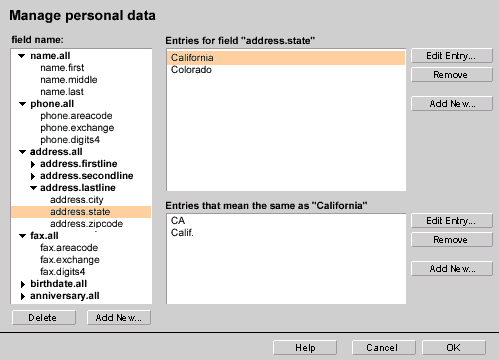 Manage personal data
field name:
name.all
name.first
name.middle
name.last
phone.all
phone.areacode
phone.exchange
phone.digits4
address.all
address.firstline
address.secondline
address.lastline
address.city
address.state
address.zipcode
fax.all
fax.areacode
fax.exchange
fax.digits4
birthdate.all
anniversary.all
Delete
Add New...
Entries for field "address.state"
California
Colorado
Edit Entry...
Remove
Add New...
Entries that mean the same as "California"
CA
Calif.
Edit Entry...
Remove
Add New...
Help
Cancel
OK